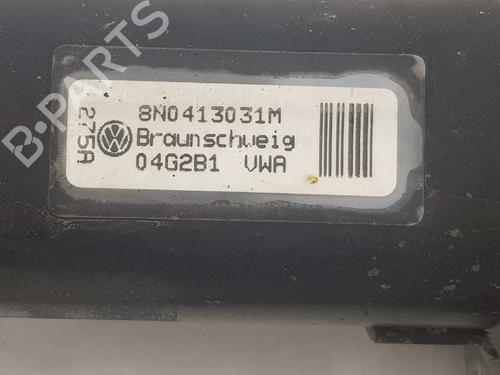 8N0413031M
Braunschweig
04G2B1 VWA
275A
B-PARTS